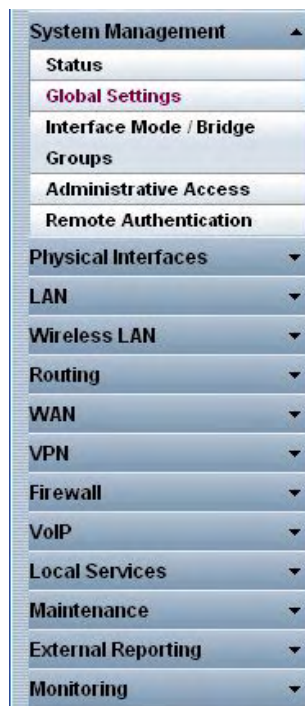 System Management
Status
Global Settings
Interface Mode / Bridge
Groups
Administrative Access
Remote Authentication
Physical Interfaces
LAN
Wireless LAN
Routing
WAN
VPN
Firewall
VoIP
Local Services
Maintenance
External Reporting
Monitoring